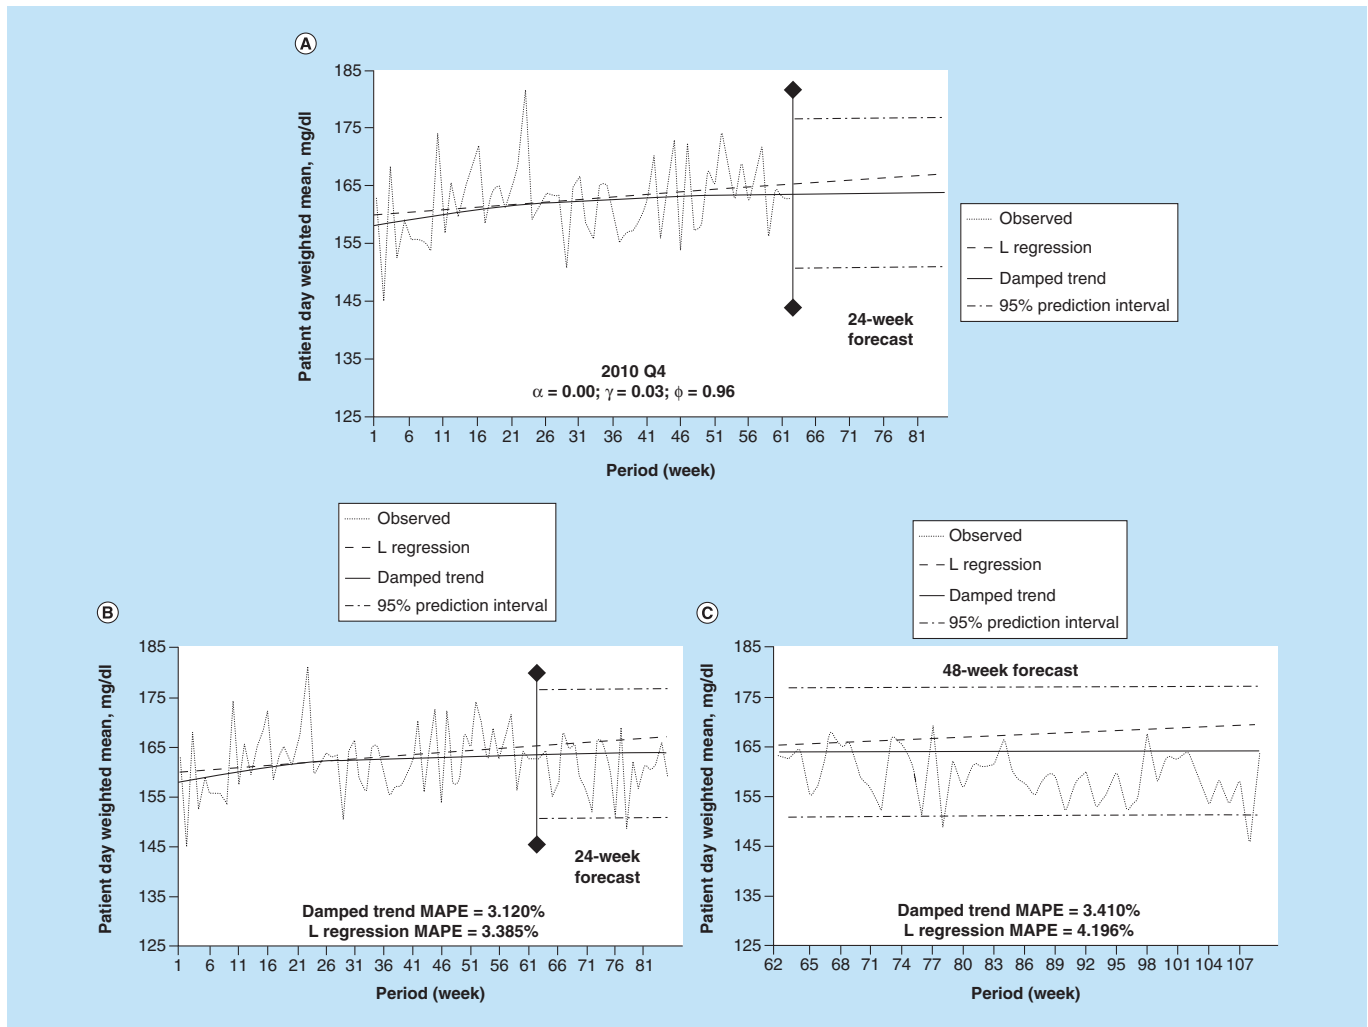 A
185
175
165
155
145
135
125
Patient day weighted mean, mg/dl
24-week
forecast
2010 Q4
α = 0.00; γ = 0.03; ϕ = 0.96
1 6 11 16 21 26 31 36 41 46 51 56 61 66 71 76 81
Period (week)
Observed
L regression
Damped trend
95% prediction interval
Observed
L regression
Damped trend
95% prediction interval
B
185
175
165
155
145
135
125
Patient day weighted mean, mg/dl
24-week
forecast
Damped trend MAPE = 3.120%
L regression MAPE = 3.385%
1 6 11 16 21 26 31 36 41 46 51 56 61 66 71 76 81
Period (week)
Observed
L regression
Damped trend
95% prediction interval
C
185
175
165
155
145
135
125
Patient day weighted mean, mg/dl
48-week forecast
Damped trend MAPE = 3.410%
L regression MAPE = 4.196%
62 65 68 71 74 77 80 83 86 89 92 95 98 101 104 107
Period (week)